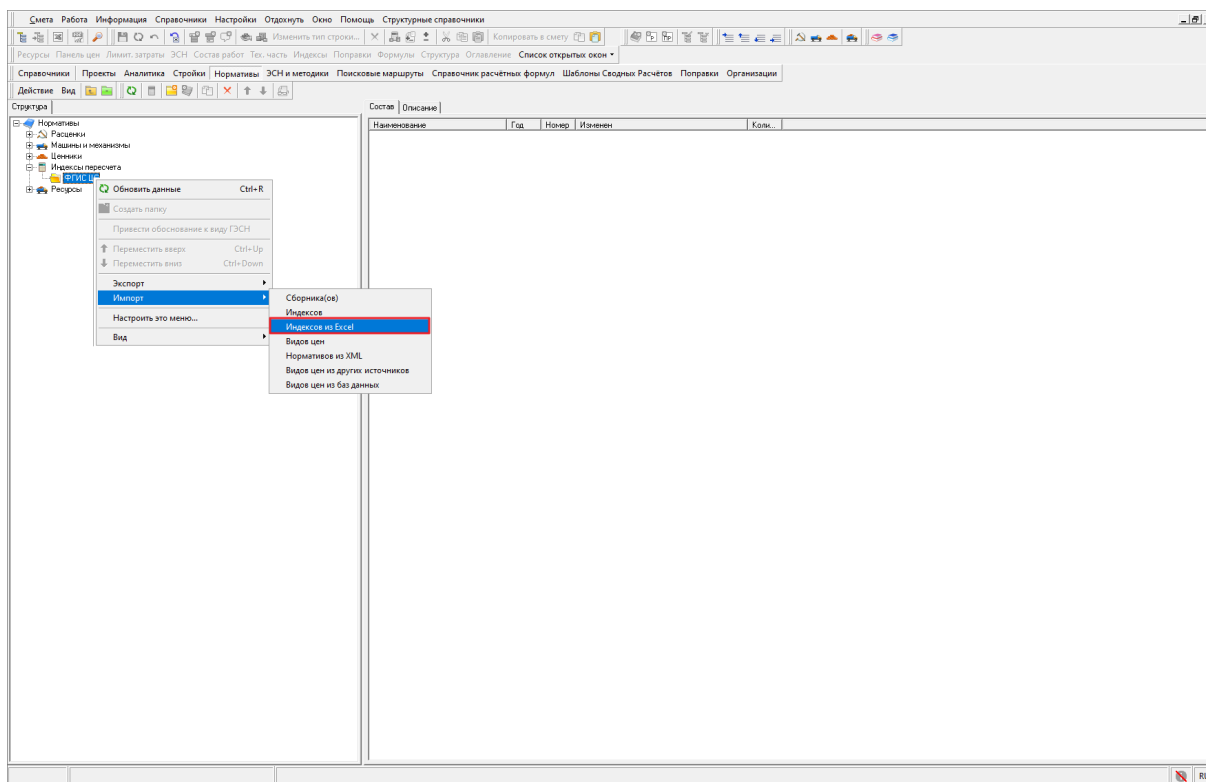 Смета Работа Информация Справочники Настройки Отдохнуть Окно Помощь Структурные справочники
Изменить тип строки... Копировать в смету
Ресурсы Панель цен Лимит. затраты ЭСН Состав работ Тех. часть Индексы Поправки Формулы Структура Оглавление Список открытых окон
Справочники Проекты Аналитика Стройки Нормативы ЭСН и методики Поисковые маршруты Справочник расчётных формул Шаблоны Сводных Расчётов Поправки Организации
Действие Вид
Структура
Состав Описание
Наименование Год Номер Изменен Коли...
Нормативы
Расценки
Машины и механизмы
Ценники
Индексы пересчета
ФГИС Ц
Ресурсы
Обновить данные Ctrl+R
Создать папку
Привести обоснование к виду ГЭСН
Переместить вверх Ctrl+Up
Переместить вниз Ctrl+Down
Экспорт
Импорт
Настроить это меню...
Вид
Сборника(ов)
Индексов
Индексов из Excel
Видов цен
Нормативов из XML
Видов цен из других источников
Видов цен из баз данных